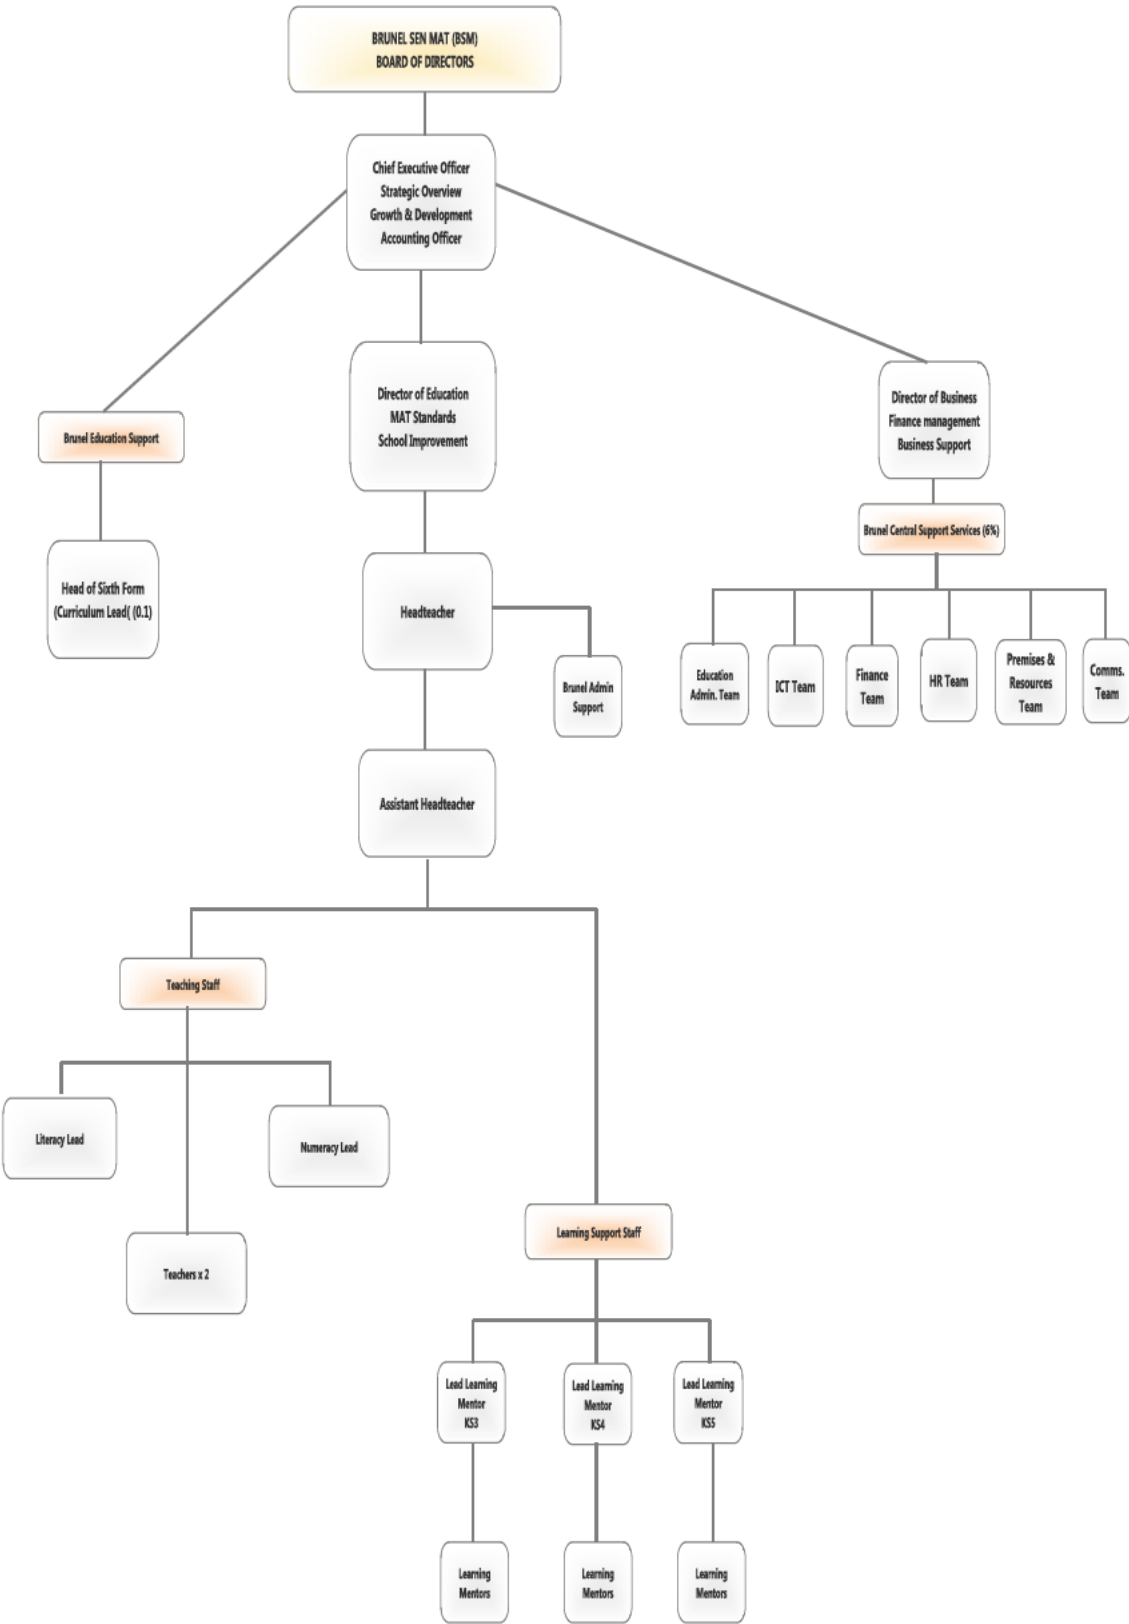 BRUNEL SEN MAT (BSM)
BOARD OF DIRECTORS
Chief Executive Officer
Strategic Overview
Growth & Development
Accounting Officer
Brunel Education Support
Head of Sixth Form
(Curriculum Lead( (0.1)
Director of Education
MAT Standards
School Improvement
Director of Business
Finance management
Business Support
Brunel Central Support Services (6%)
Education
Admin. Team
ICT Team
Finance
Team
HR Team
Premises &
Resources
Team
Comms.
Team
Headteacher
Brunel Admin
Support
Assistant Headteacher
Teaching Staff
Literacy Lead
Numeracy Lead
Teachers x 2
Learning Support Staff
Lead Learning
Mentor
KS3
Lead Learning
Mentor
KS4
Lead Learning
Mentor
KS5
Learning
Mentors
Learning
Mentors
Learning
Mentors